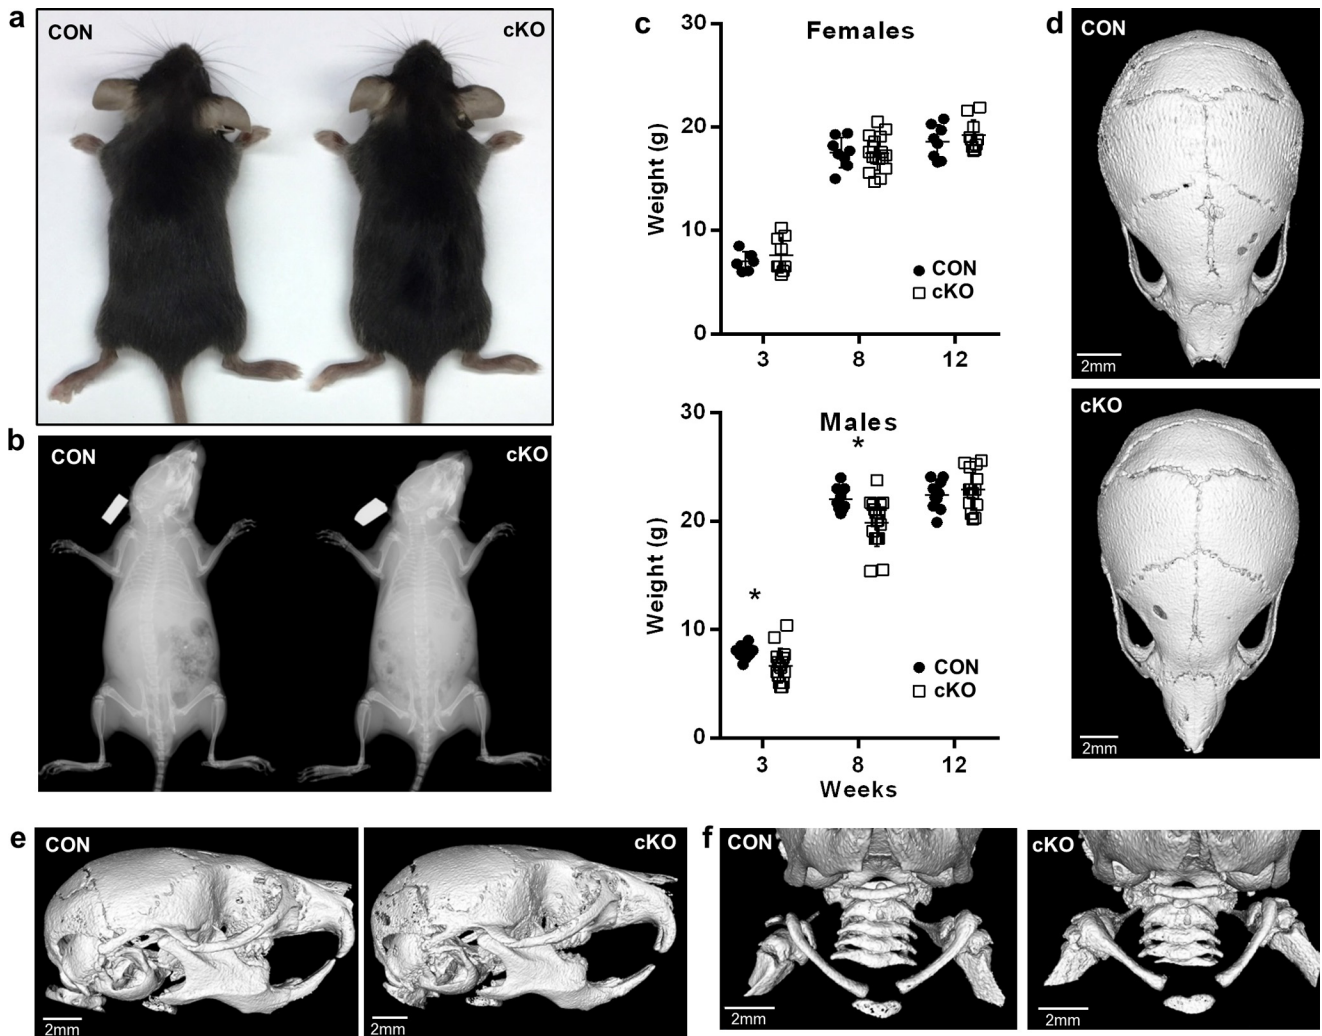 a
CON
cKO
b
CON
cKO
c
Females
30
20
10
0
Weight (g)
CON
cKO
3
8
12
Males
30
20
10
0
Weight (g)
*
*
CON
cKO
3
8
12
Weeks
d
CON
2mm
cKO
2mm
e
CON
2mm
cKO
2mm
f
CON
2mm
cKO
2mm